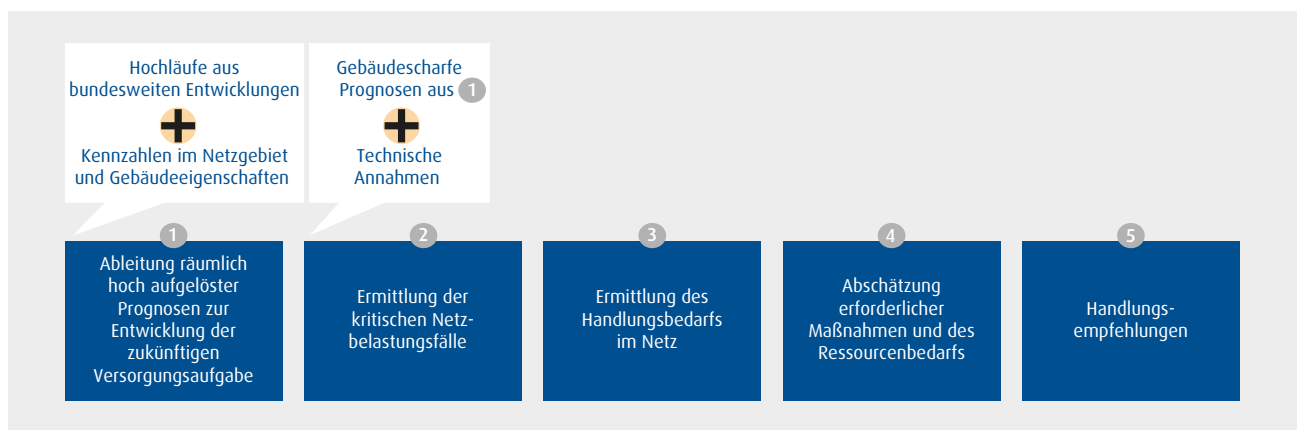 Hochläufe aus
bundesweiten Entwicklungen
Kennzahlen im Netzgebiet
und Gebäudeeigenschaften
Gebäudescharfe
Prognosen aus 1
Technische
Annahmen
1
Ableitung räumlich
hoch aufgelöster
Prognosen zur
Entwicklung der
zukünftigen
Versorgungsaufgabe
2
Ermittlung der
kritischen Netz-
belastungsfälle
3
Ermittlung des
Handlungsbedarfs
im Netz
4
Abschätzung
erforderlicher
Maßnahmen und des
Ressourcenbedarfs
5
Handlungs-
empfehlungen